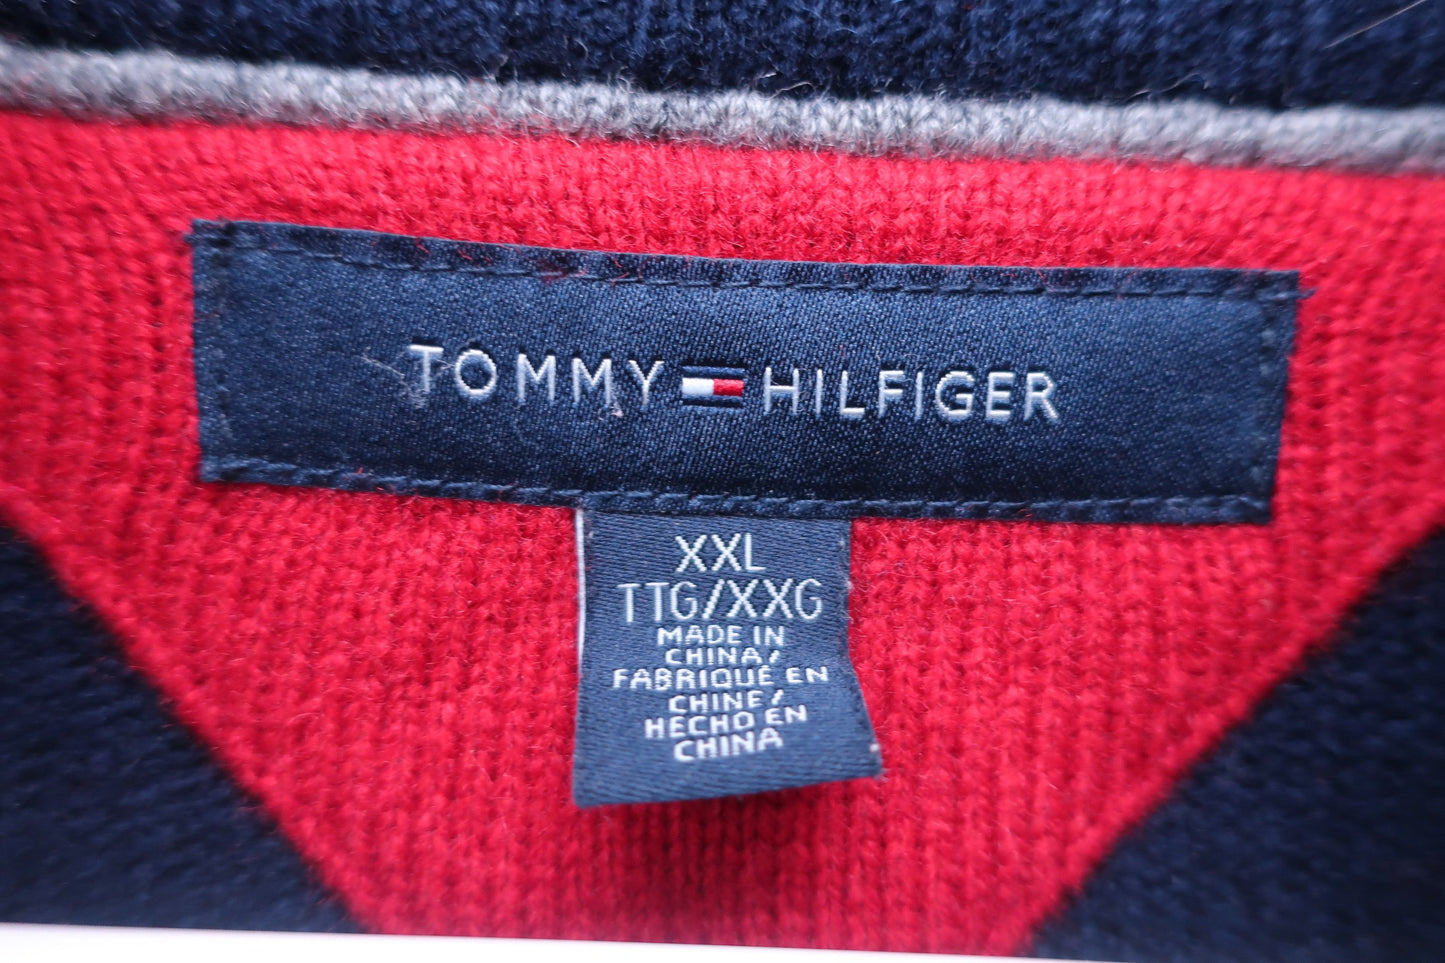 TOMMY HILFIGER
XXL
TTG/XXG
MADE IN
CHINA/
FABRIQUÉ EN
CHINE/
HECHO EN
CHINA